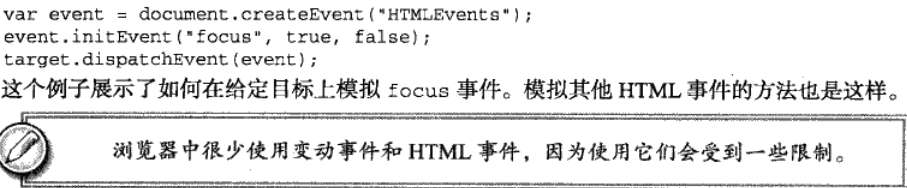 var event = document.createEvent("HTMLEvents");
event.initEvent("focus", true, false);
target.dispatchEvent(event);
这个例子展示了如何在给定目标上模拟 focus 事件。模拟其他 HTML 事件的方法也是这样。
浏览器中很少使用变动事件和 HTML 事件，因为使用它们会受到一些限制。